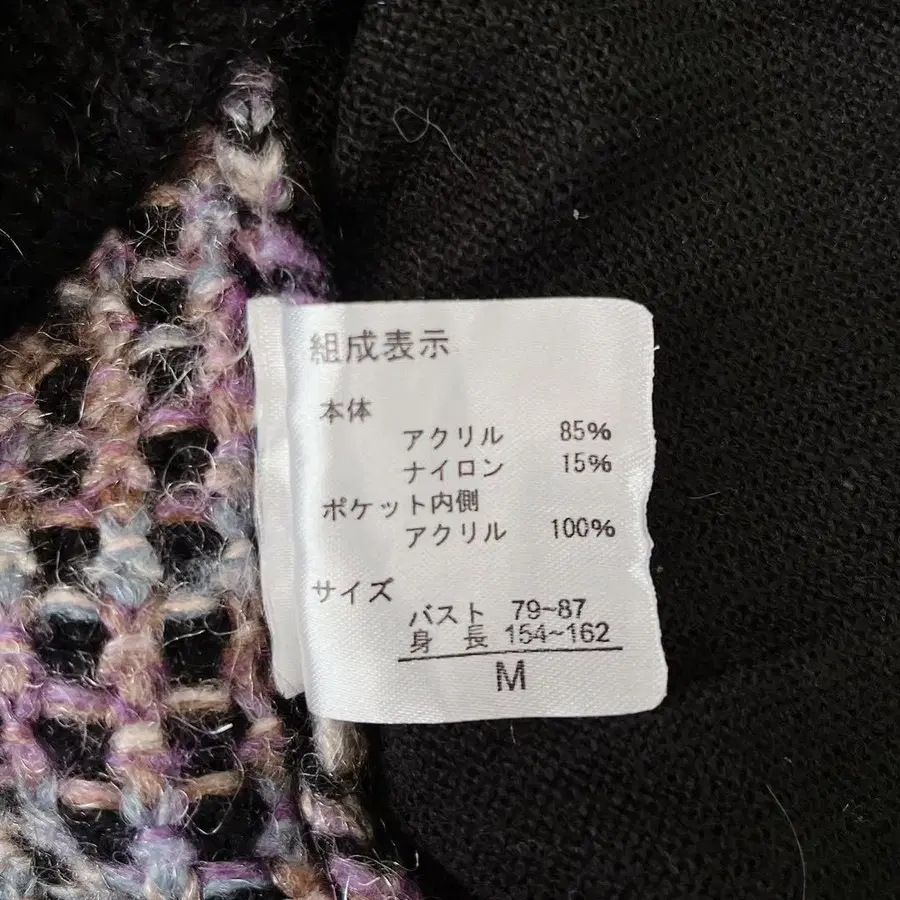 組成表示
本体
アクリル 85%
ナイロン 15%
ポケット内側
アクリル 100%
サイズ
バスト 79~87
身 長 154~162
M